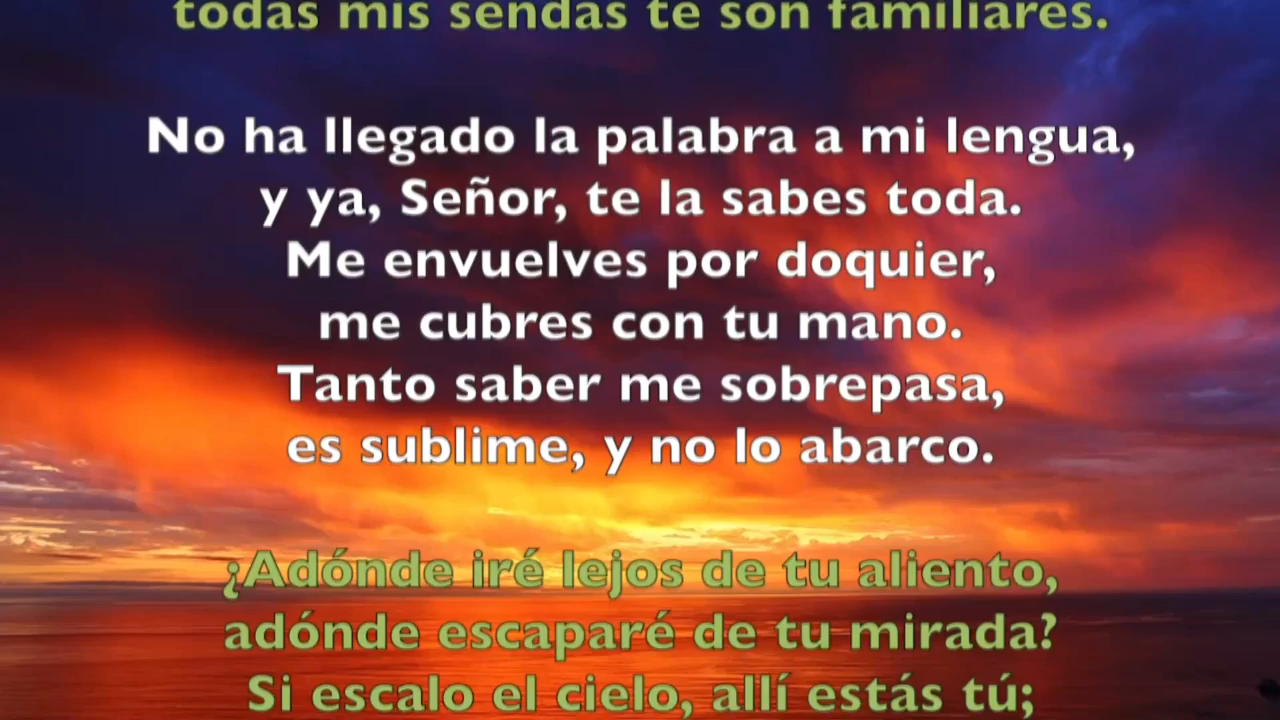 todas mis sendas te son familiares.
No ha llegado la palabra a mi lengua,
y ya, Señor, te la sabes toda.
Me envuelves por doquier,
me cubres con tu mano.
Tanto saber me sobrepasa,
es sublime, y no lo abarco.
¿Adónde iré lejos de tu aliento,
adónde escaparé de tu mirada?
Si escalo el cielo, allí estás tú;